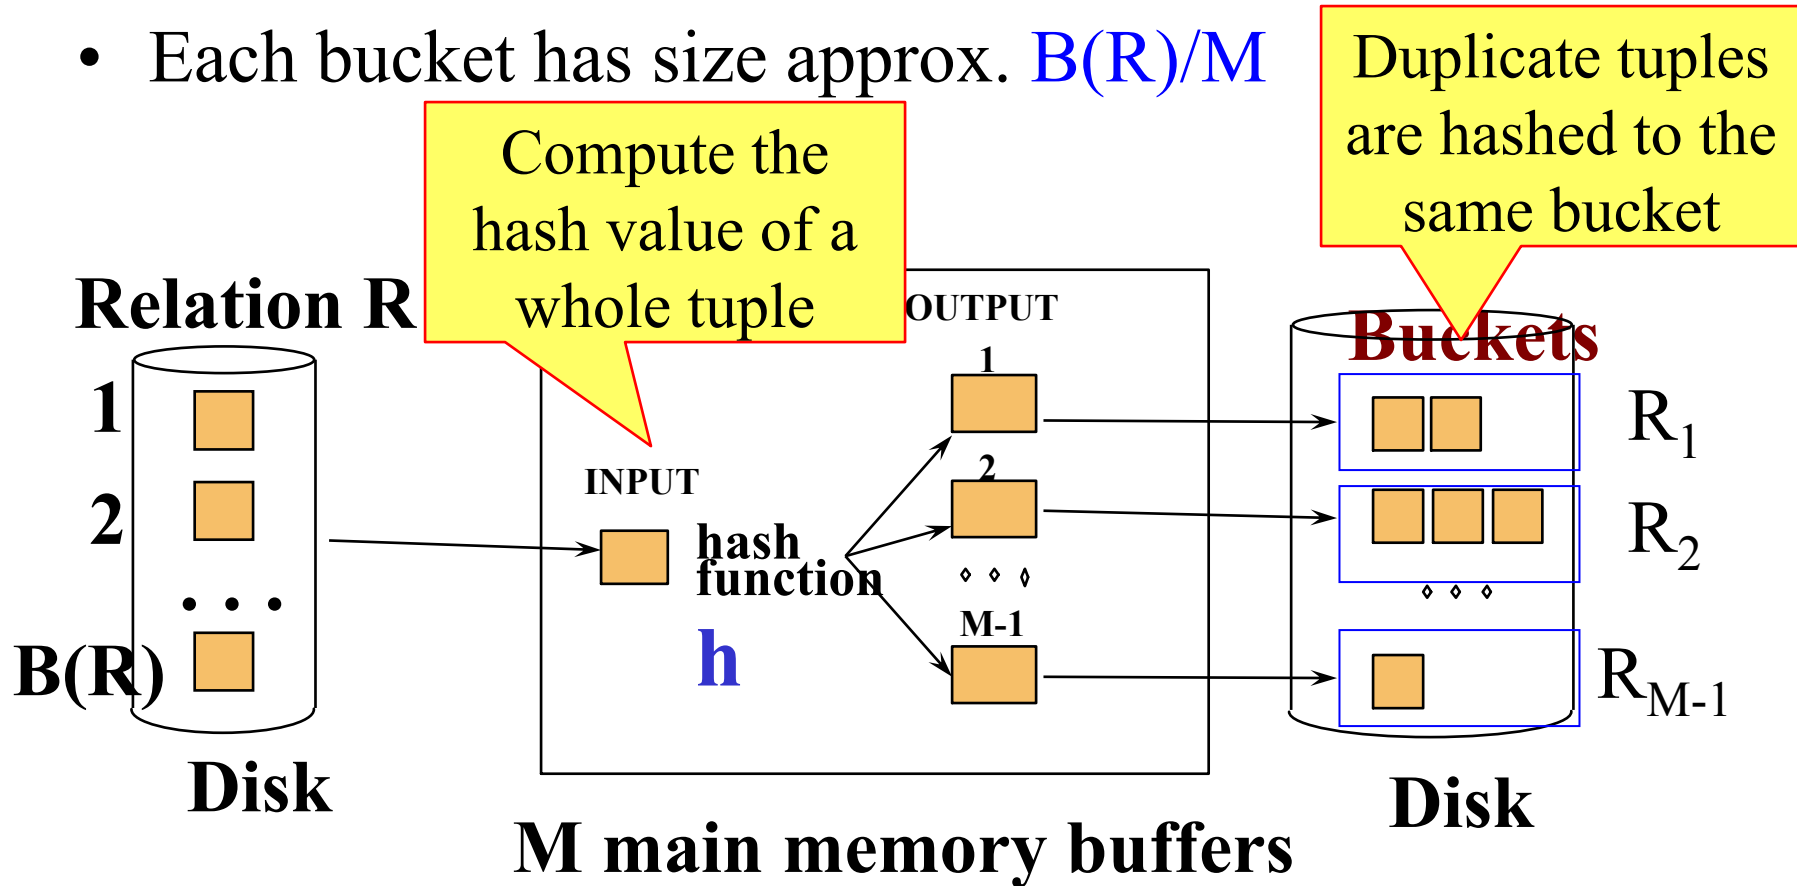 • Each bucket has size approx. B(R)/M
Duplicate tuples
are hashed to the
same bucket
Compute the
hash value of a
whole tuple
Relation R
OUTPUT
Buckets
1
1
R1
INPUT
2
2
hash
function
R2
• • •
h
M-1
B(R)
RM-1
Disk
Disk
M main memory buffers